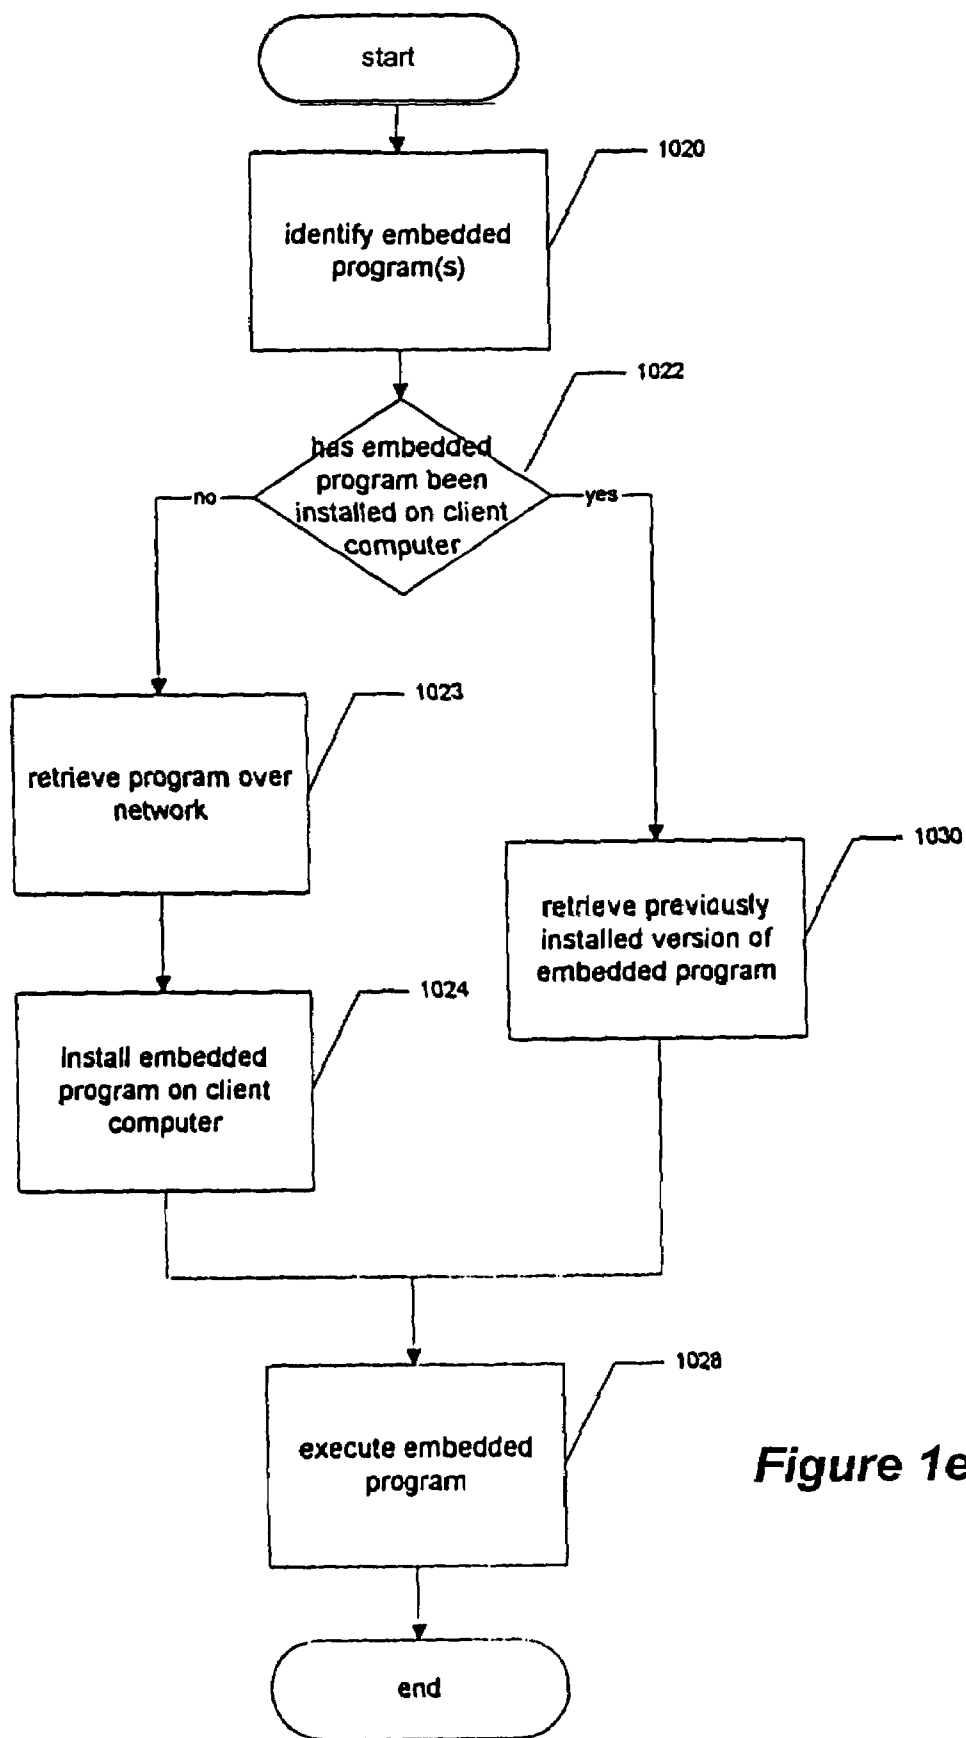 start
1020
identify embedded
program(s)
1022
has embedded
program been
installed on client
computer
no
yes
1023
retrieve program over
network
1030
retrieve previously
installed version of
embedded program
1024
install embedded
program on client
computer
1028
execute embedded
program
Figure 1e
end